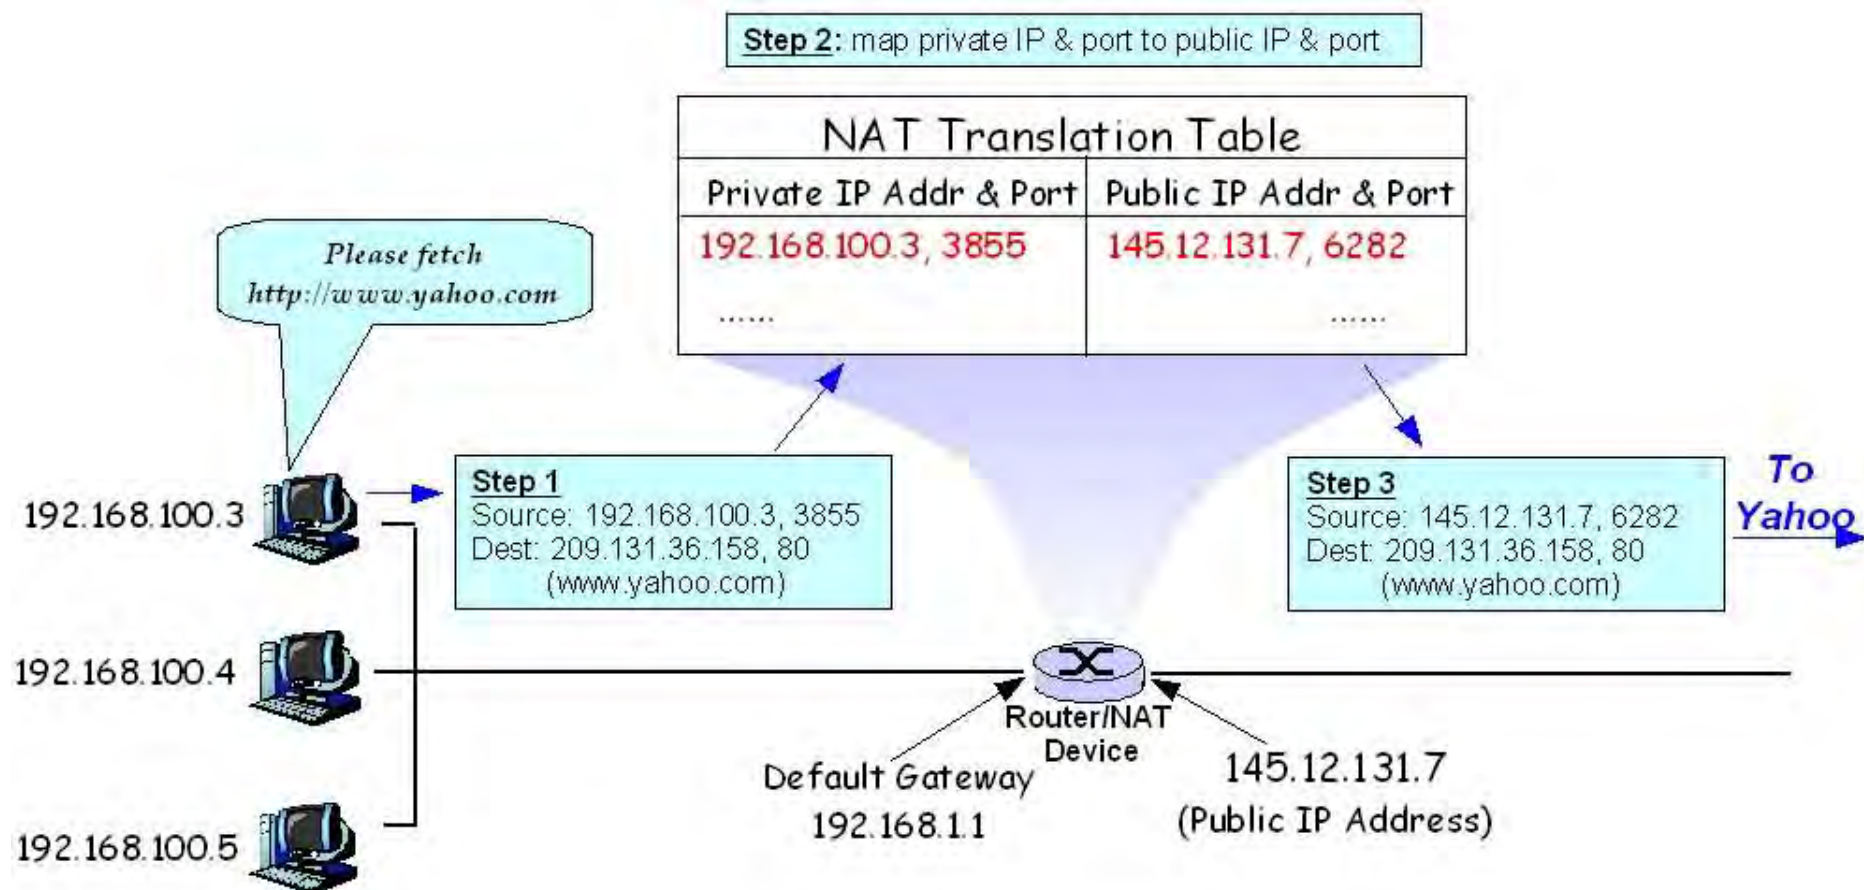 Step 2: map private IP & port to public IP & port
NAT Translation Table
Private IP Addr & Port
Public IP Addr & Port
192.168.100.3, 3855
145.12.131.7, 6282
......
......
Please fetch
http://www.yahoo.com
192.168.100.3
Step 1
Source: 192.168.100.3, 3855
Dest: 209.131.36.158, 80
(www.yahoo.com)
Step 3
Source: 145.12.131.7, 6282
Dest: 209.131.36.158, 80
(www.yahoo.com)
To
Yahoo
192.168.100.4
Router/NAT
Device
Default Gateway
192.168.1.1
145.12.131.7
(Public IP Address)
192.168.100.5